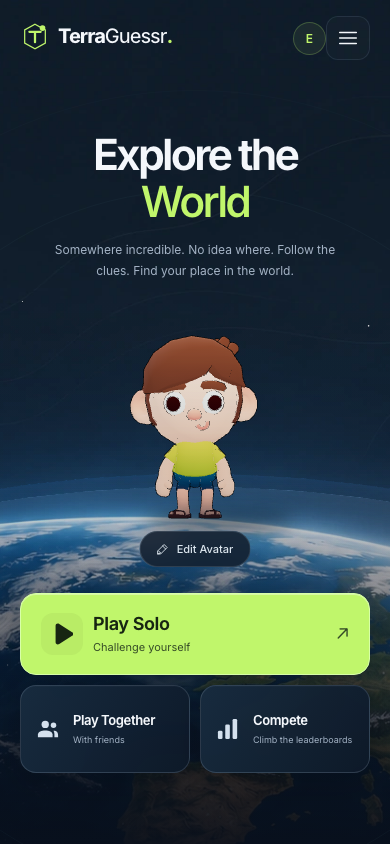 TerraGuessr.
E
Explore the
World
Somewhere incredible. No idea where. Follow the
clues. Find your place in the world.
Edit Avatar
Play Solo
Challenge yourself
Play Together
With friends
Compete
Climb the leaderboards